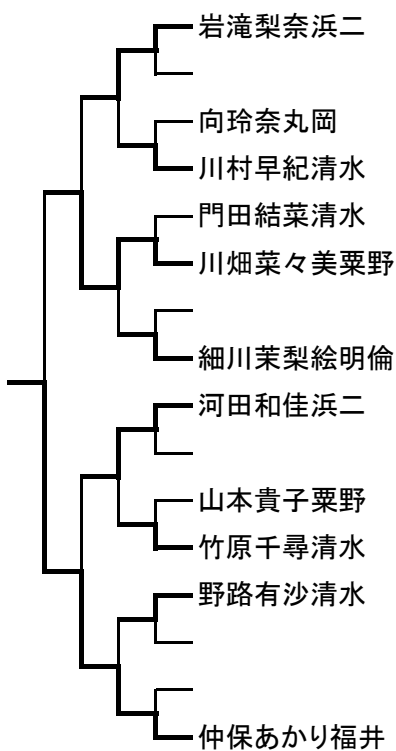 岩滝梨奈浜二
向玲奈丸岡
川村早紀清水
門田結菜清水
川畑菜々美粟野
細川茉梨絵明倫
河田和佳浜二
山本貴子粟野
竹原千尋清水
野路有沙清水
仲保あかり福井